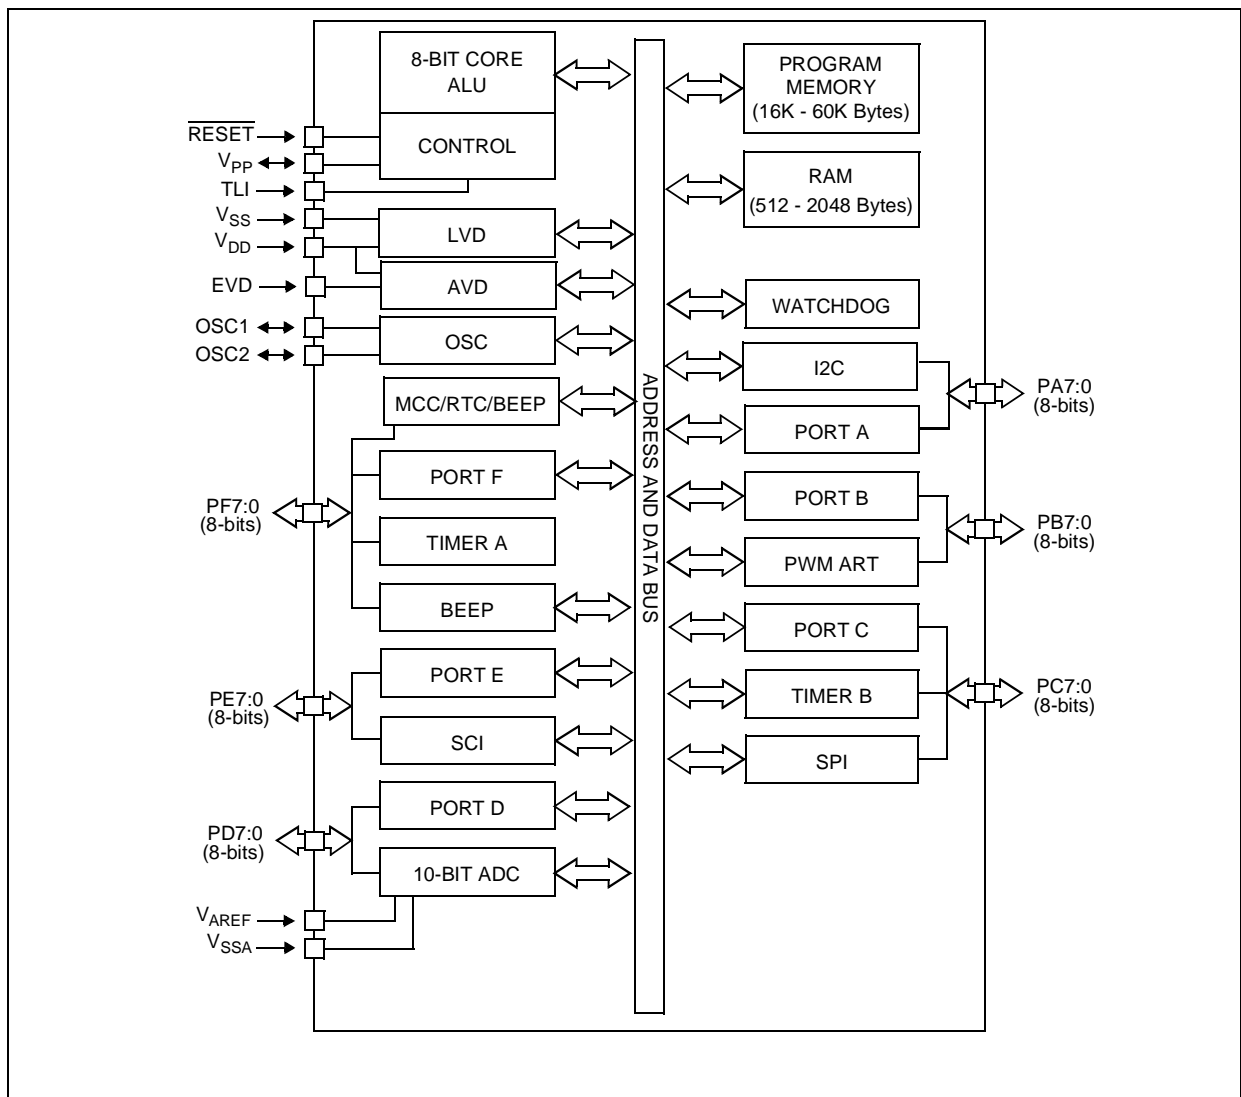 8-BIT CORE
ALU
CONTROL
RESET
VPP
TLI
VSS
VDD
EVD
OSC1
OSC2
LVD
AVD
OSC
MCC/RTC/BEEP
PORT F
TIMER A
BEEP
PF7:0
(8-bits)
PORT E
SCI
PE7:0
(8-bits)
PORT D
10-BIT ADC
PD7:0
(8-bits)
VAREF
VSSA
ADDRESS AND DATA BUS
PROGRAM
MEMORY
(16K - 60K Bytes)
RAM
(512 - 2048 Bytes)
WATCHDOG
I2C
PORT A
PA7:0
(8-bits)
PORT B
PWM ART
PB7:0
(8-bits)
PORT C
TIMER B
SPI
PC7:0
(8-bits)